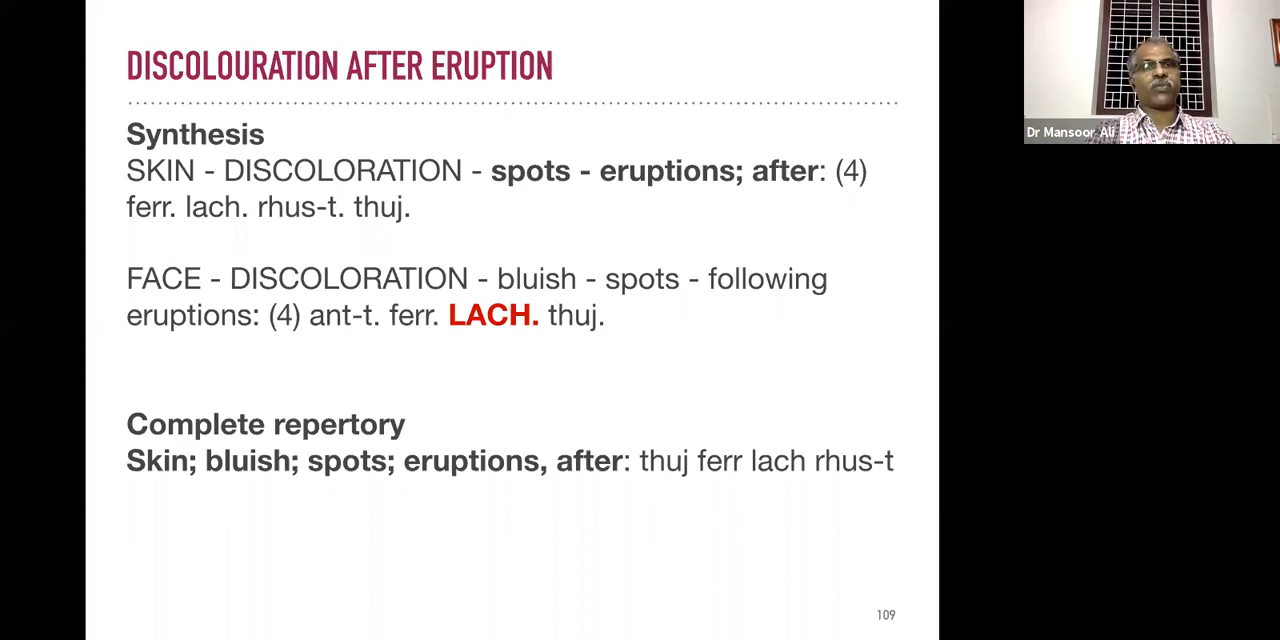 DISCOLOURATION AFTER ERUPTION
Synthesis
SKIN - DISCOLORATION - spots - eruptions; after: (4)
ferr. lach. rhus-t. thuj.
FACE - DISCOLORATION - bluish - spots - following
eruptions: (4) ant-t. ferr. LACH. thuj.
Complete repertory
Skin; bluish; spots; eruptions, after: thuj ferr lach rhus-t
109
Dr Mansoor Ali